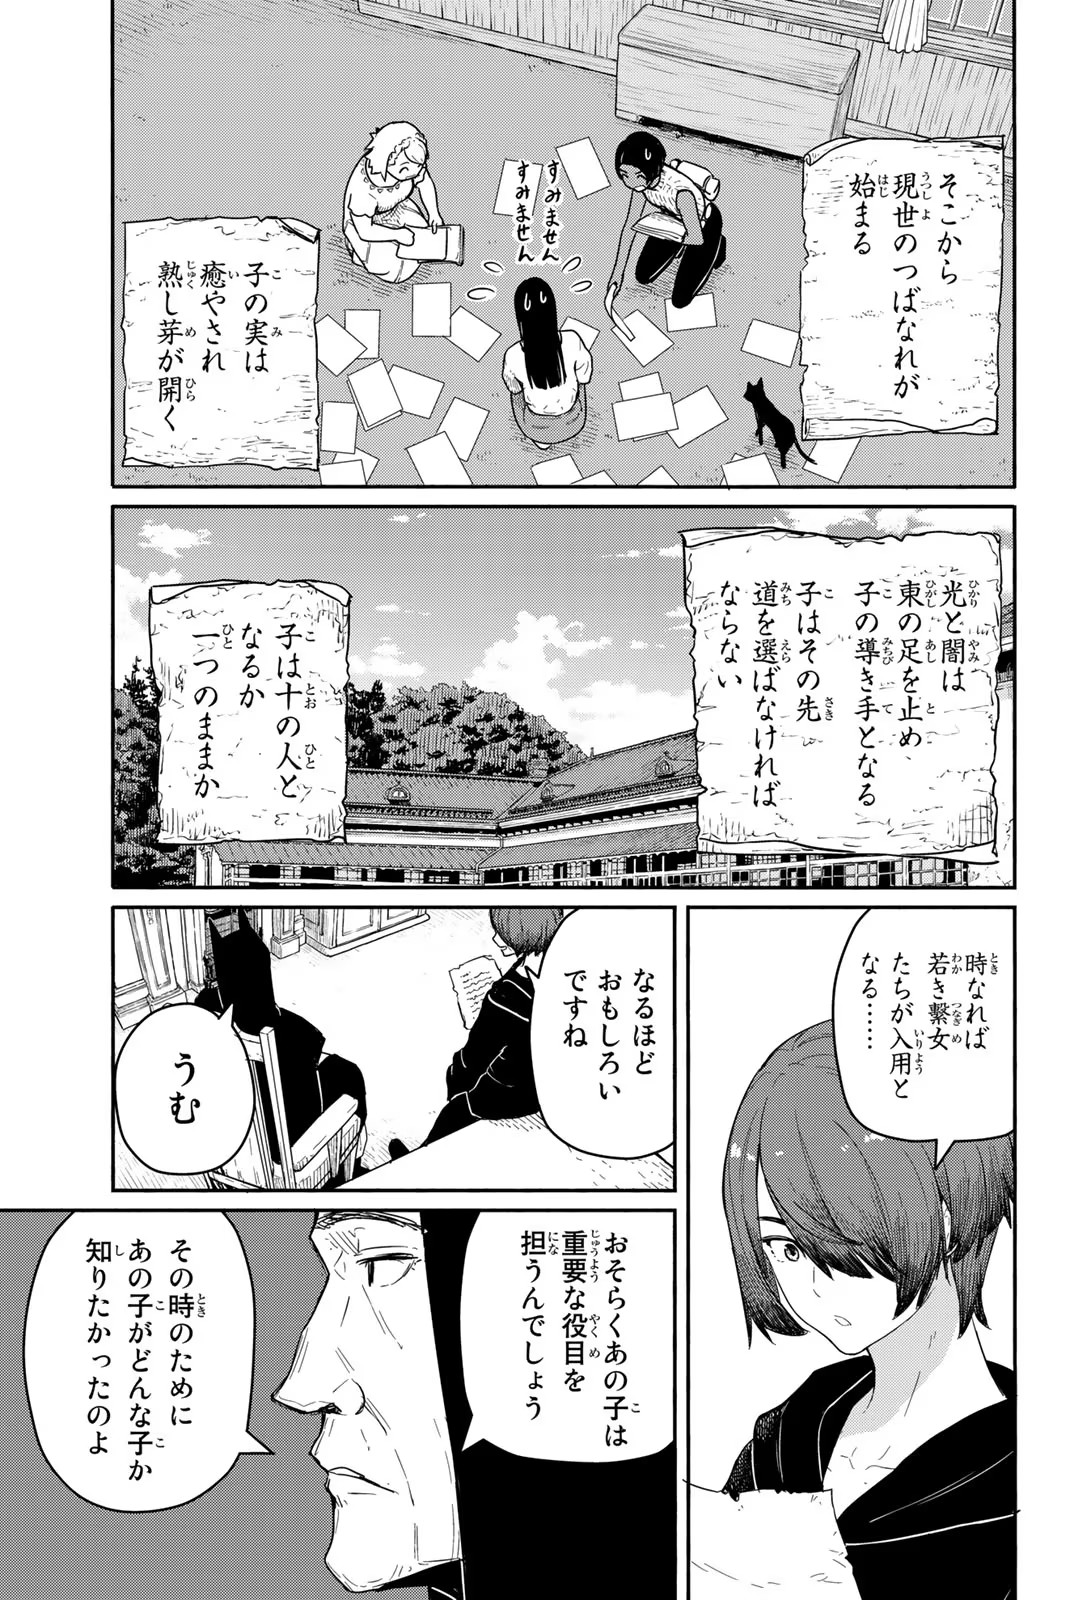 そこから
現世のつばなれが
始まる
すみません
すみません
子の実は
癒やされ
熟し芽が開く
光と闇は
東の足を止め
子の導き手となる
子はその先
道を選ばなければ
ならない
子は十の人と
なるか
一つのままか
時なれば
若き繫女
たちが入用と
なる……
なるほど
おもしろい
ですね
うむ
おそらくあの子は
重要な役目を
担うんでしょう
その時のために
あの子がどんな子か
知りたかったのよ